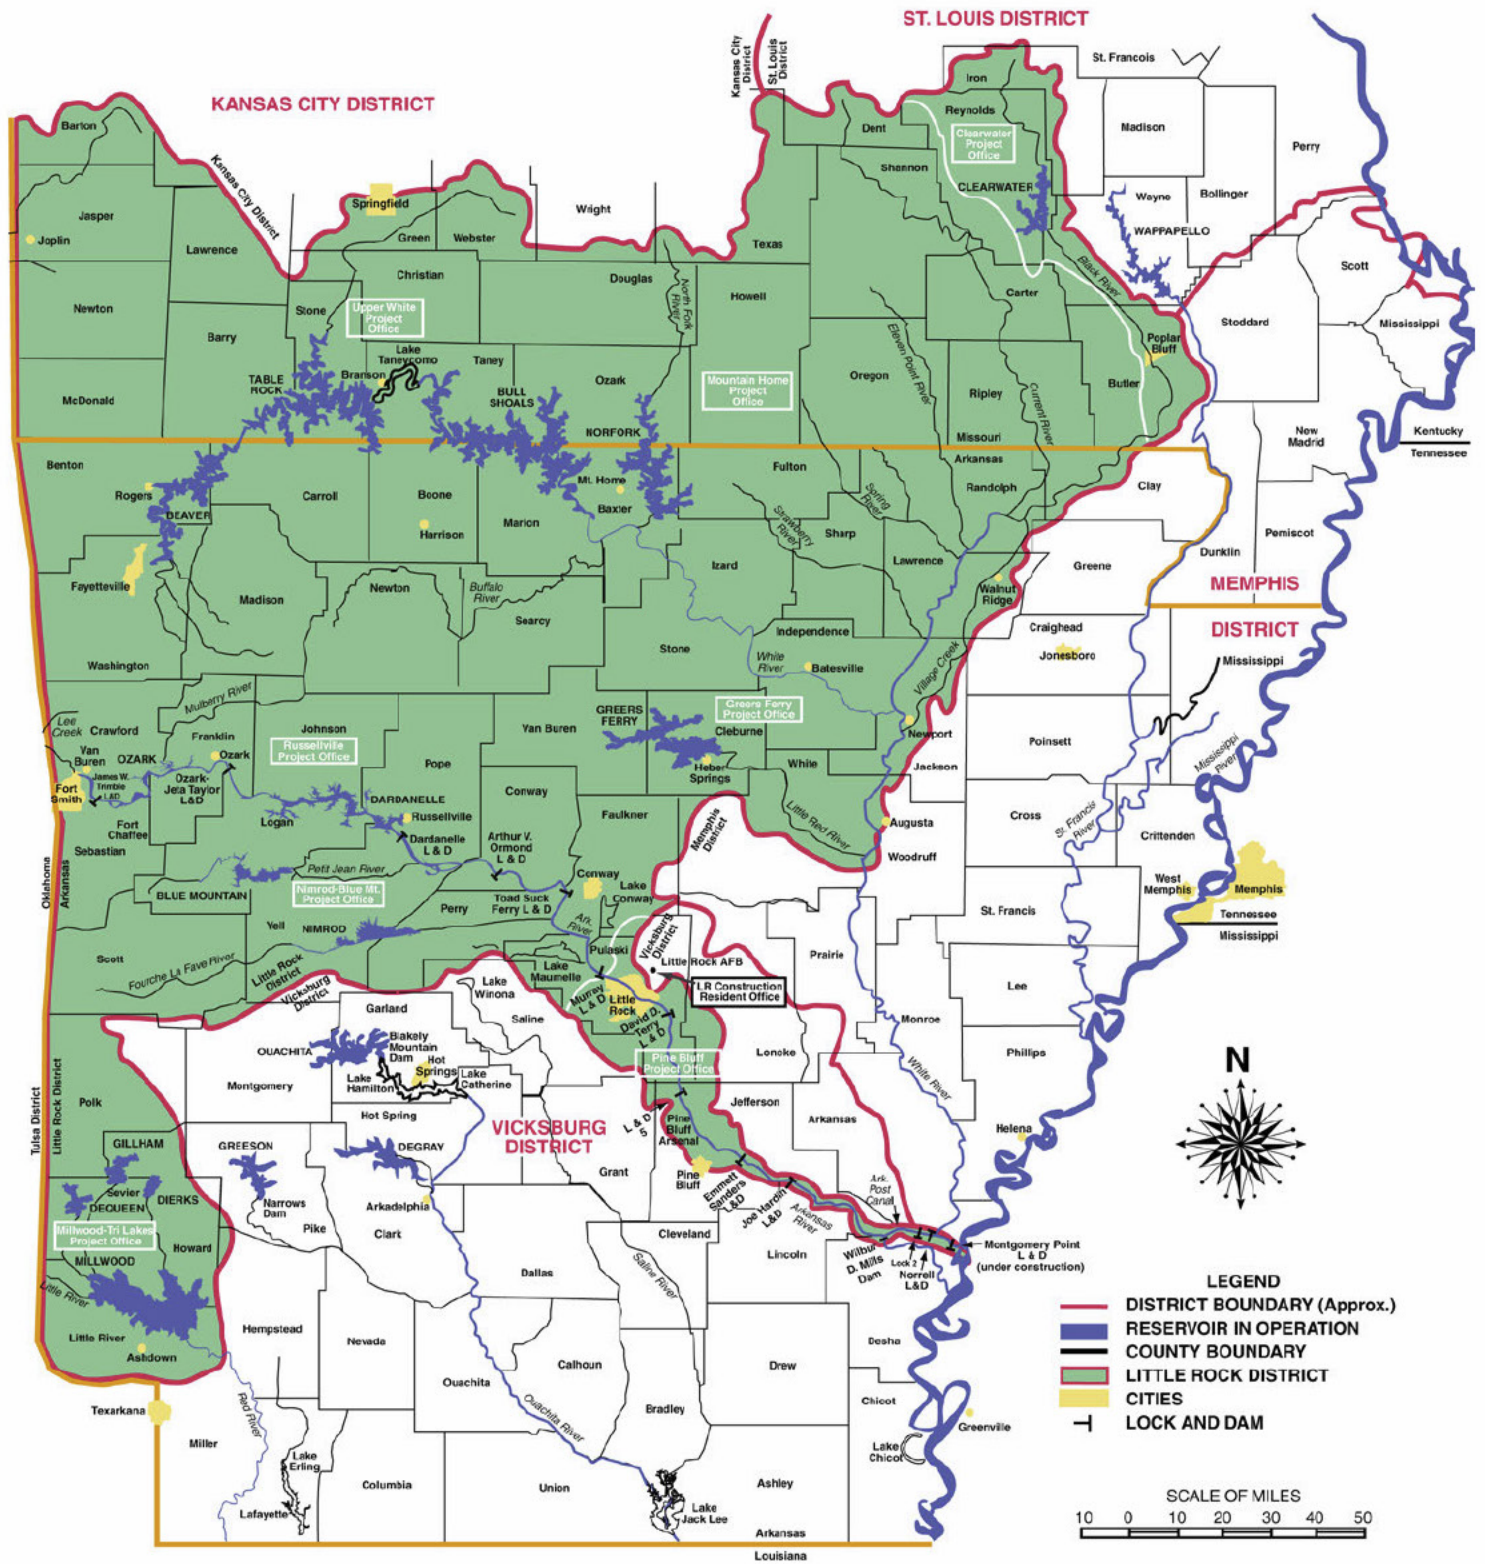 ST. LOUIS DISTRICT
KANSAS CITY DISTRICT
Kansas City
District
St. Louis
District
Kansas City District
St. Francois
Iron
Reynolds
Clearwater
Project
Office
Madison
Perry
Barton
Dent
Shannon
CLEARWATER
Wayne
Bollinger
WAPPAPELLO
Springfield
Wright
Jasper
Joplin
Lawrence
Green
Webster
Texas
Scott
Christian
Douglas
North Fork
River
Howell
Black River
Carter
Newton
Stone
Upper White
Project
Office
Stoddard
Mississippi
Barry
Poplar
Bluff
Lake
Taneycomo
Taney
Branson
TABLE
ROCK
BULL
SHOALS
Ozark
Mountain Home
Project
Office
Oregon
Eleven Point River
Ripley
Current River
Butler
McDonald
NORFORK
Missouri
Arkansas
New
Madrid
Kentucky
Tennessee
Benton
Rogers
BEAVER
Carroll
Boone
Harrison
Marion
Mt. Home
Baxter
Fulton
Randolph
Clay
Strawberry
River
Spring
River
Sharp
Lawrence
Dunklin
Pemiscot
Fayetteville
Madison
Newton
Buffalo
River
Searcy
Izard
Walnut
Ridge
Greene
MEMPHIS
DISTRICT
Washington
Stone
Independence
White
River
Batesville
Village Creek
Craighead
Jonesboro
Mississippi
Mulberry River
Lee
Creek
Crawford
Van
Buren
OZARK
Franklin
Ozark
Johnson
Russellville
Project Office
Van Buren
GREERS
FERRY
Greers Ferry
Project Office
Cleburne
Heber
Springs
Newport
Jackson
Poinsett
Mississippi
River
Fort
Smith
James W.
Trimble
L&D
Ozark-
Jeta Taylor
L&D
Pope
White
Conway
Fort
Chaffee
Sebastian
Logan
DARDANELLE
Russellville
Dardanelle
L & D
Arthur V.
Ormond
L & D
Faulkner
Memphis
District
Little Red River
Augusta
Woodruff
Cross
St. Francis
River
Crittenden
Oklahoma
Arkansas
BLUE MOUNTAIN
Petit Jean River
Nimrod-Blue Mt.
Project Office
Toad Suck
Ferry L & D
Conway
Lake
Conway
West
Memphis
Memphis
Tennessee
Mississippi
Perry
Yell
NIMROD
Ark.
River
St. Francis
Scott
Fourche La Fave River
Little Rock
District
Vicksburg
District
Pulaski
Vicksburg
District
Little Rock AFB
Prairie
Lake
Maumelle
LR Construction
Resident Office
Lee
Lake
Winona
Murray
L & D
Little
Rock
David D.
Terry
L & D
Garland
Saline
Monroe
OUACHITA
Blakely
Mountain
Dam
Hot
Springs
Pine Bluff
Project Office
Lonoke
Phillips
Tulsa District
Little Rock District
Montgomery
Lake
Hamilton
Lake
Catherine
White River
N
Polk
Hot Spring
VICKSBURG
DISTRICT
L & D
5
Pine
Bluff
Arsenal
Jefferson
Arkansas
Helena
GILLHAM
GREESON
DEGRAY
Grant
Pine
Bluff
Emmett
Sanders
L&D
Joe Hardin
L&D
Ark.
Post
Canal
Sevier
DEQUEEN
DIERKS
Narrows
Dam
Arkadelphia
Millwood-Tri Lakes
Project Office
Pike
Clark
Cleveland
Arkansas
River
Lincoln
Wilbur
D. Mills
Dam
Lock 2
Norrell
L&D
Montgomery Point
L & D
(under construction)
Howard
MILLWOOD
Little River
Dallas
Saline River
LEGEND
DISTRICT BOUNDARY (Approx.)
RESERVOIR IN OPERATION
COUNTY BOUNDARY
LITTLE ROCK DISTRICT
CITIES
LOCK AND DAM
Little River
Ashdown
Hempstead
Nevada
Calhoun
Drew
Desha
Ouachita
Texarkana
Red River
Ouachita River
Bradley
Chicot
Greenville
Miller
Lake
Chicot
Lake
Erling
Columbia
Union
Ashley
Lafayette
Lake
Jack Lee
SCALE OF MILES
10 0 10 20 30 40 50
Arkansas
Louisiana